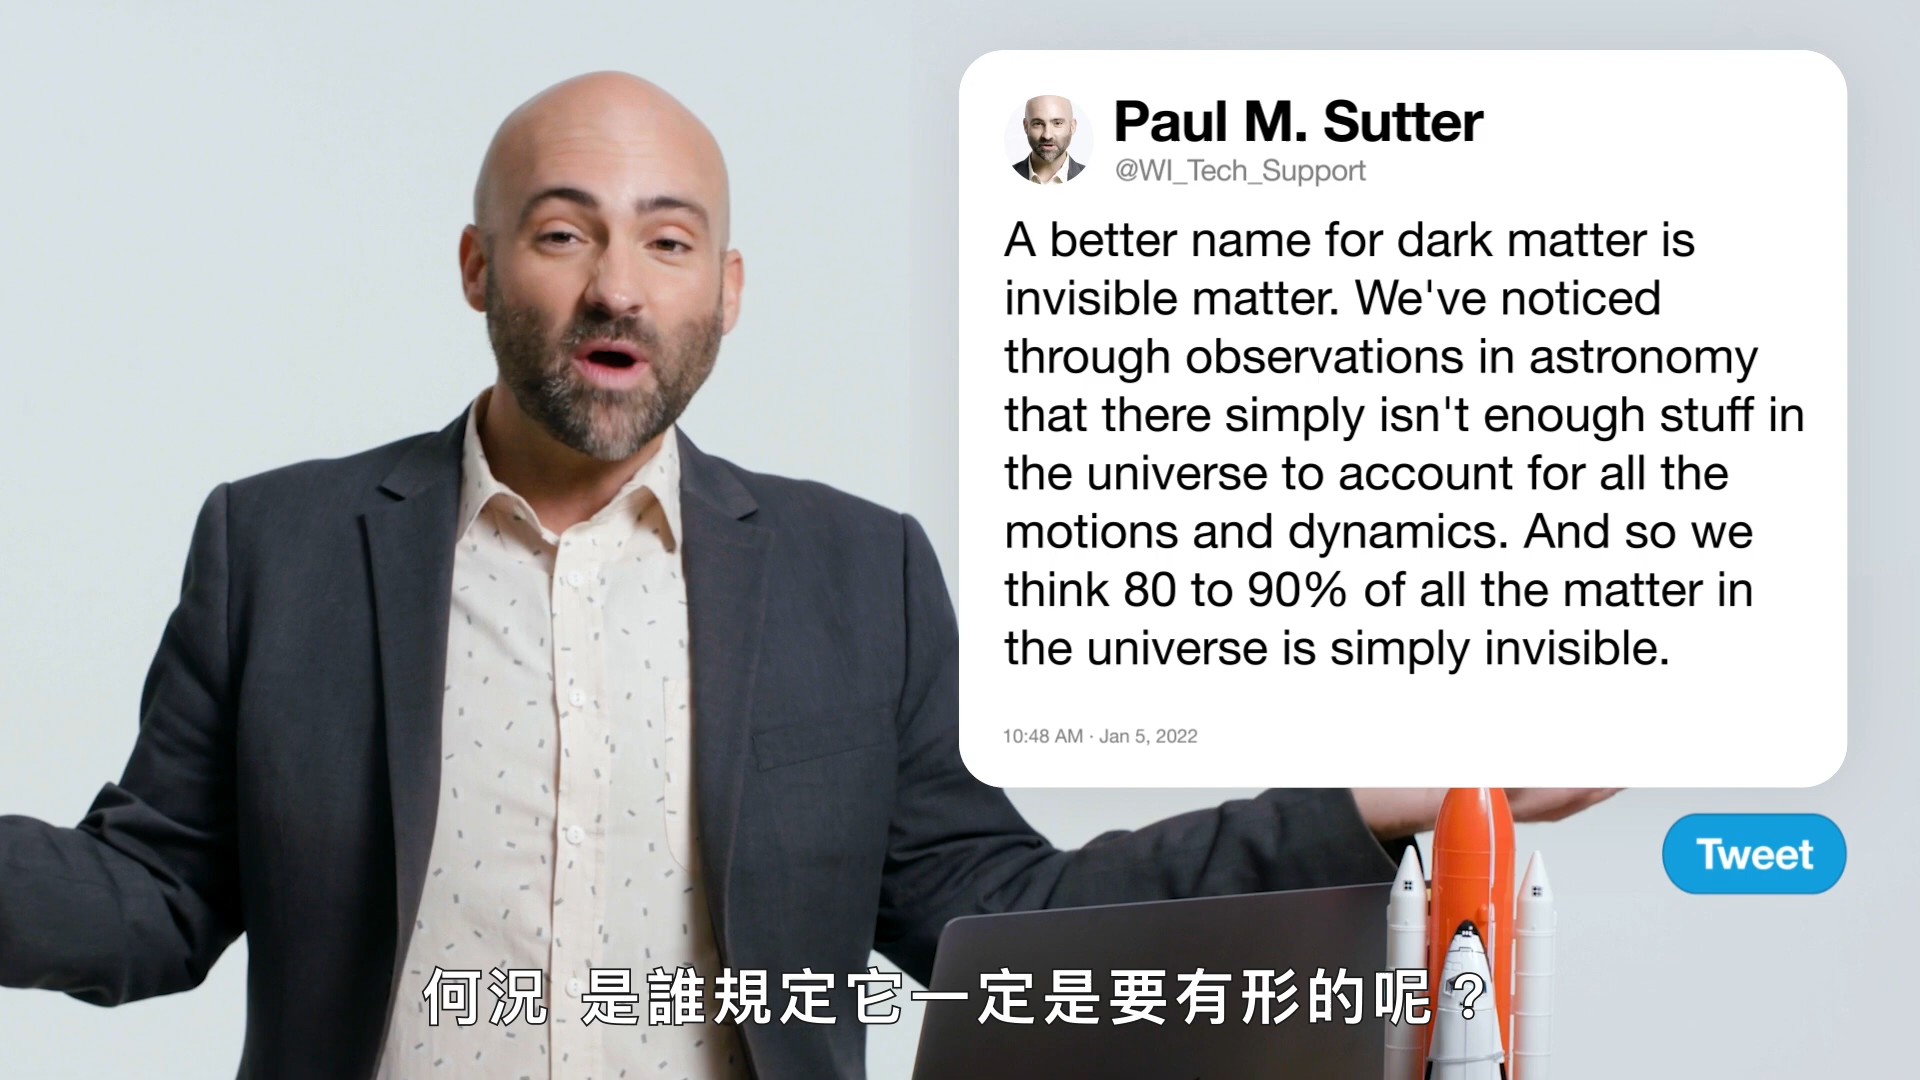 Paul M. Sutter
@WI_Tech_Support
A better name for dark matter is
invisible matter. We've noticed
through observations in astronomy
that there simply isn't enough stuff in
the universe to account for all the
motions and dynamics. And so we
think 80 to 90% of all the matter in
the universe is simply invisible.
10:48 AM · Jan 5, 2022
Tweet
何況 是誰規定它一定是要有形的呢？